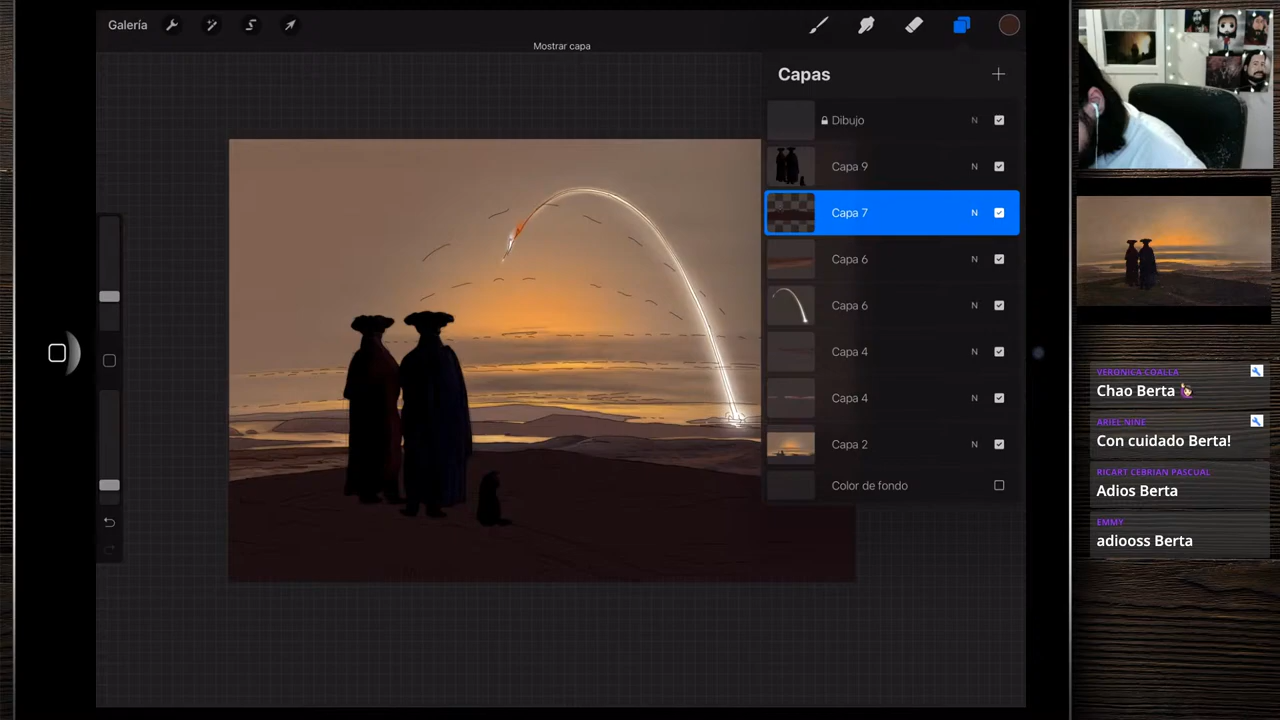 Galería
Mostrar capa
Capas
Dibujo N
Capa 9 N
Capa 7 N
Capa 6 N
Capa 6 N
Capa 4 N
Capa 4 N
Capa 2 N
Color de fondo
VERONICA COALLA
Chao Berta
ARIEL NINE
Con cuidado Berta!
RICART CEBRIAN PASCUAL
Adios Berta
EMMY
adiooss Berta